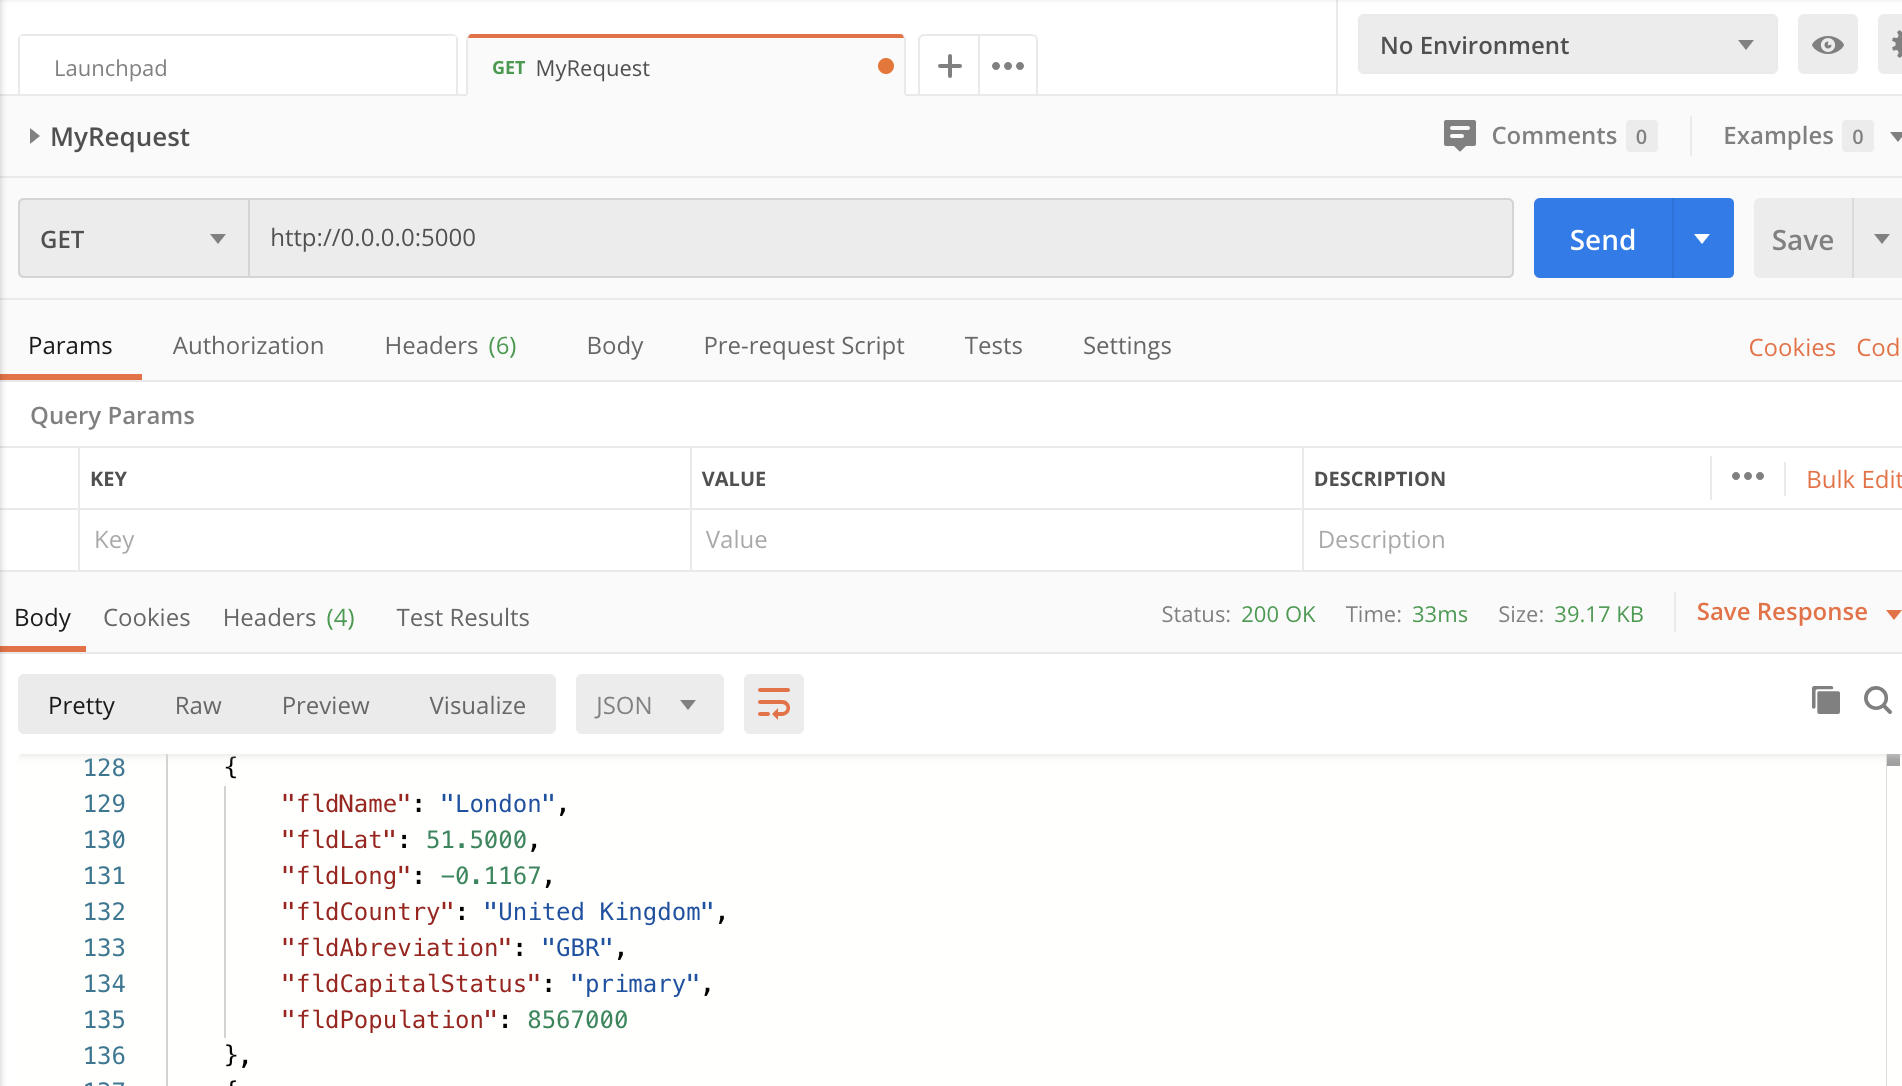 Launchpad
GET MyRequest
No Environment
MyRequest
Comments 0
Examples 0
GET
http://0.0.0.0:5000
Send
Save
Params Authorization Headers (6) Body Pre-request Script Tests Settings
Cookies Cod
Query Params
KEY VALUE DESCRIPTION
Bulk Edit
Key Value Description
Body Cookies Headers (4) Test Results
Status: 200 OK Time: 33ms Size: 39.17 KB
Save Response
Pretty Raw Preview Visualize
JSON
128 {
129 "fldName": "London",
130 "fldLat": 51.5000,
131 "fldLong": -0.1167,
132 "fldCountry": "United Kingdom",
133 "fldAbreviation": "GBR",
134 "fldCapitalStatus": "primary",
135 "fldPopulation": 8567000
136 },
137 {